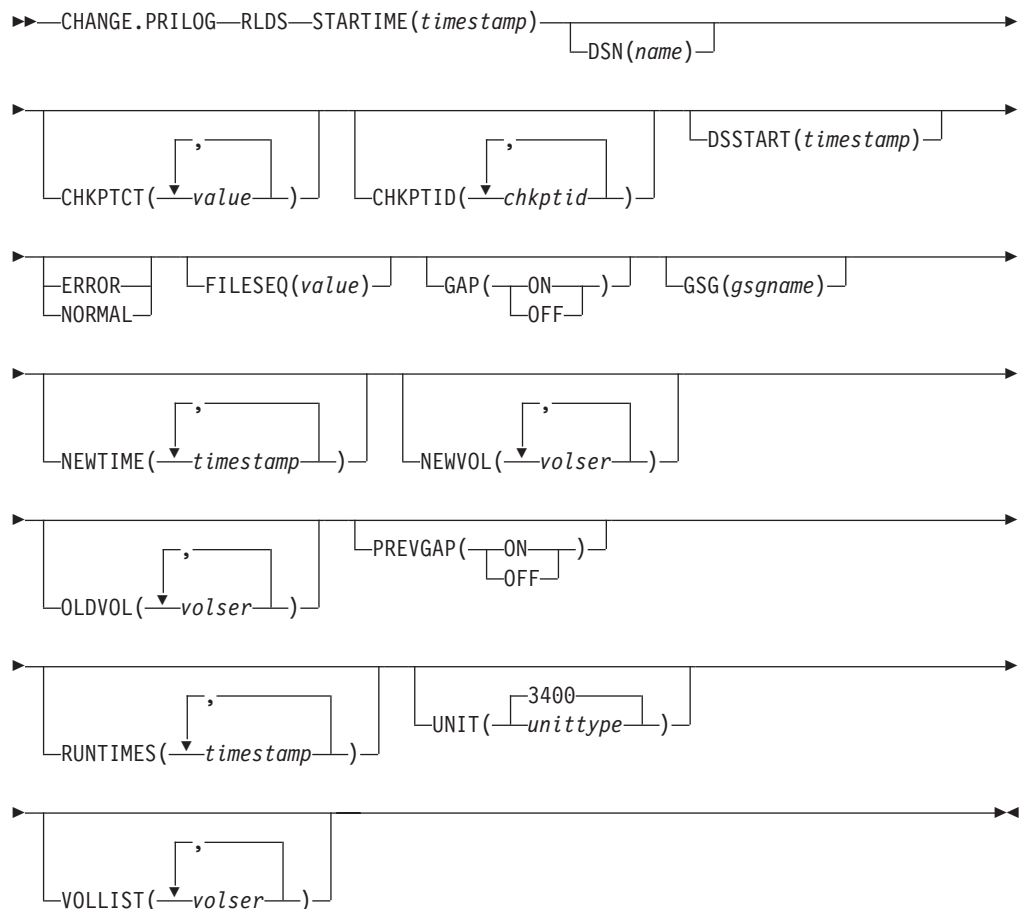 CHANGE.PRILOG RLDS STARTIME(timestamp)
DSN(name)
,
CHKPTCT( value )
,
CHKPTID( chkptid )
DSSTART(timestamp)
ERROR
NORMAL
FILESEQ(value)
GAP( ON )
OFF
GSG(gsgname)
,
NEWTIME( timestamp )
,
NEWVOL( volser )
,
OLDVOL( volser )
PREVGAP( ON )
OFF
,
RUNTIMES( timestamp )
3400
UNIT( unittype )
,
VOLLIST( volser )